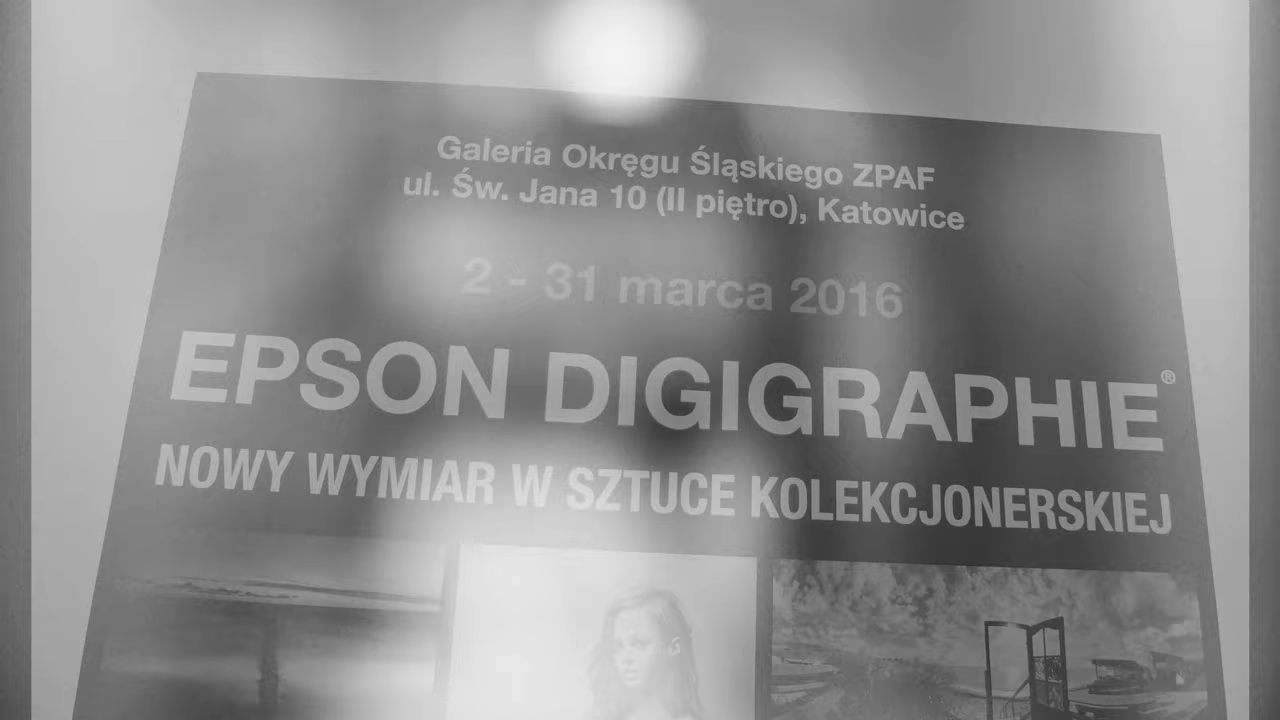 Galeria Okręgu Śląskiego ZPAF
ul. Św. Jana 10 (II piętro), Katowice
2 - 31 marca 2016
EPSON DIGIGRAPHIE®
NOWY WYMIAR W SZTUCE KOLEKCJONERSKIEJ